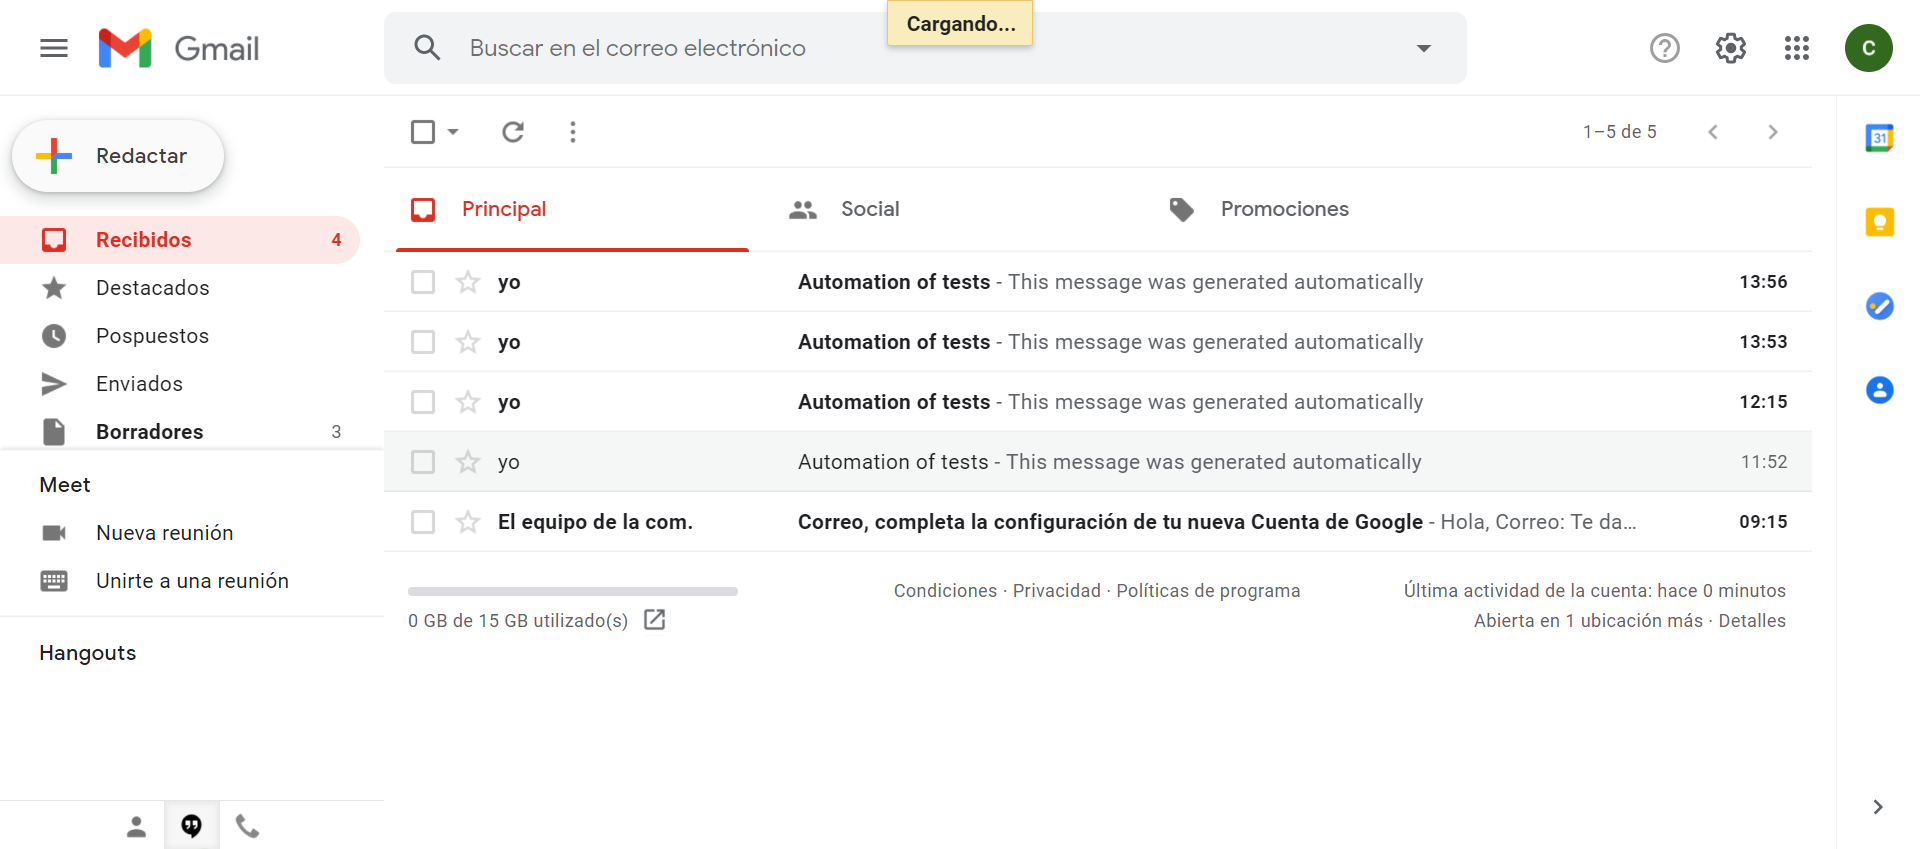 Cargando...
Gmail
Buscar en el correo electrónico
C
Redactar
1–5 de 5
31
Principal
Social
Promociones
Recibidos 4
Destacados
Pospuestos
Enviados
Borradores 3
yo Automation of tests - This message was generated automatically 13:56
yo Automation of tests - This message was generated automatically 13:53
yo Automation of tests - This message was generated automatically 12:15
yo Automation of tests - This message was generated automatically 11:52
El equipo de la com. Correo, completa la configuración de tu nueva Cuenta de Google - Hola, Correo: Te da… 09:15
Meet
Nueva reunión
Unirte a una reunión
Hangouts
0 GB de 15 GB utilizado(s)
Condiciones · Privacidad · Políticas de programa
Última actividad de la cuenta: hace 0 minutos
Abierta en 1 ubicación más · Detalles